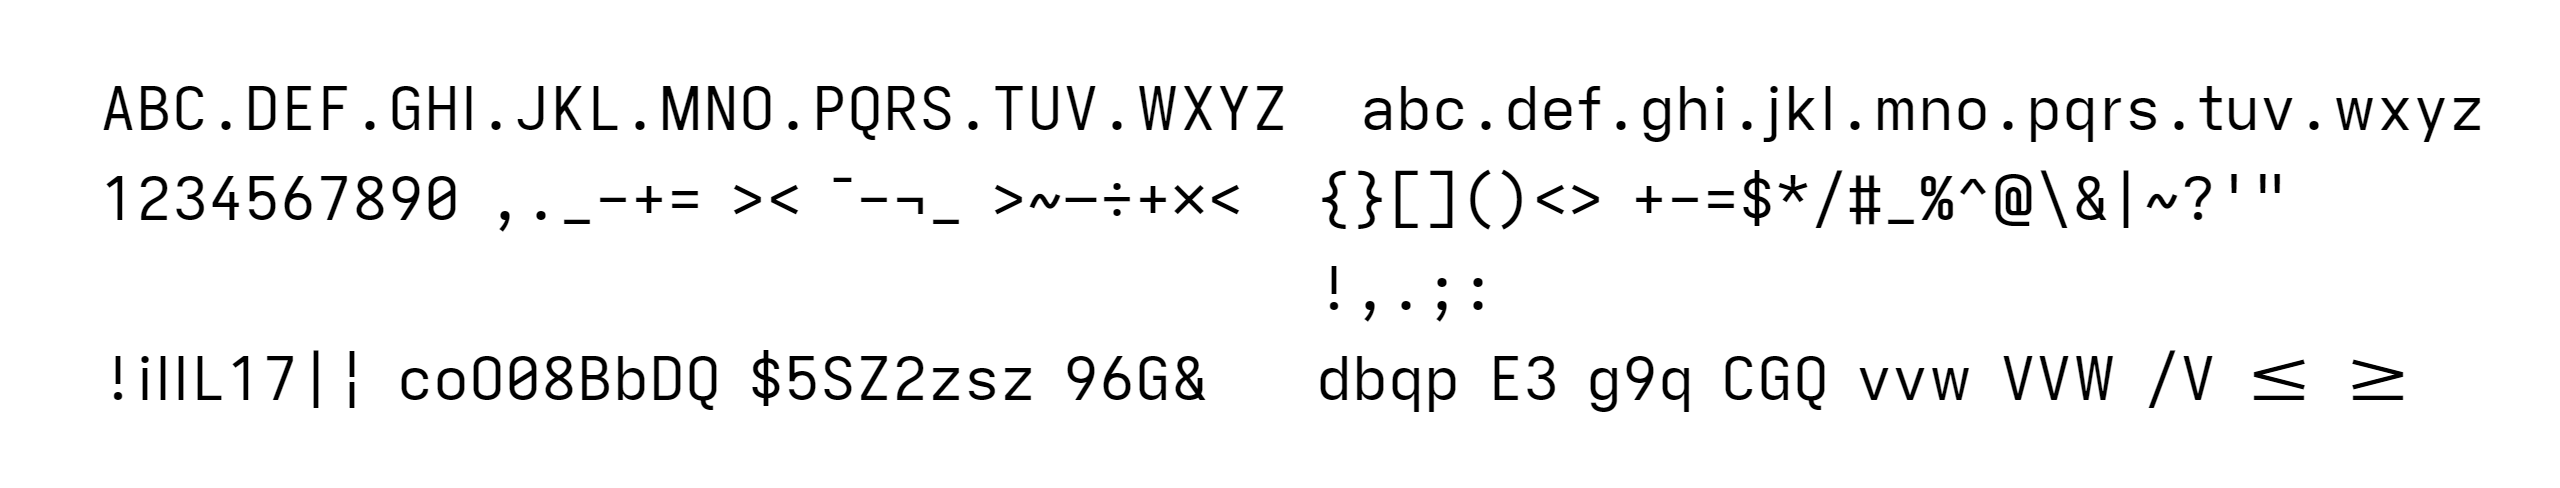 ABC.DEF.GHI.JKL.MNO.PQRS.TUV.WXYZ   abc.def.ghi.jkl.mno.pqrs.tuv.wxyz
1234567890 ,._-+= >< ¯-¬_ >~–÷+×<   {}[]()<> +-=$*/#_%^@\&|~?'"
!,.;:
!iIlL17|¦ coO08BbDQ $5SZ2zsz 96G&   dbqp E3 g9q CGQ vvw VVW /V ≤ ≥